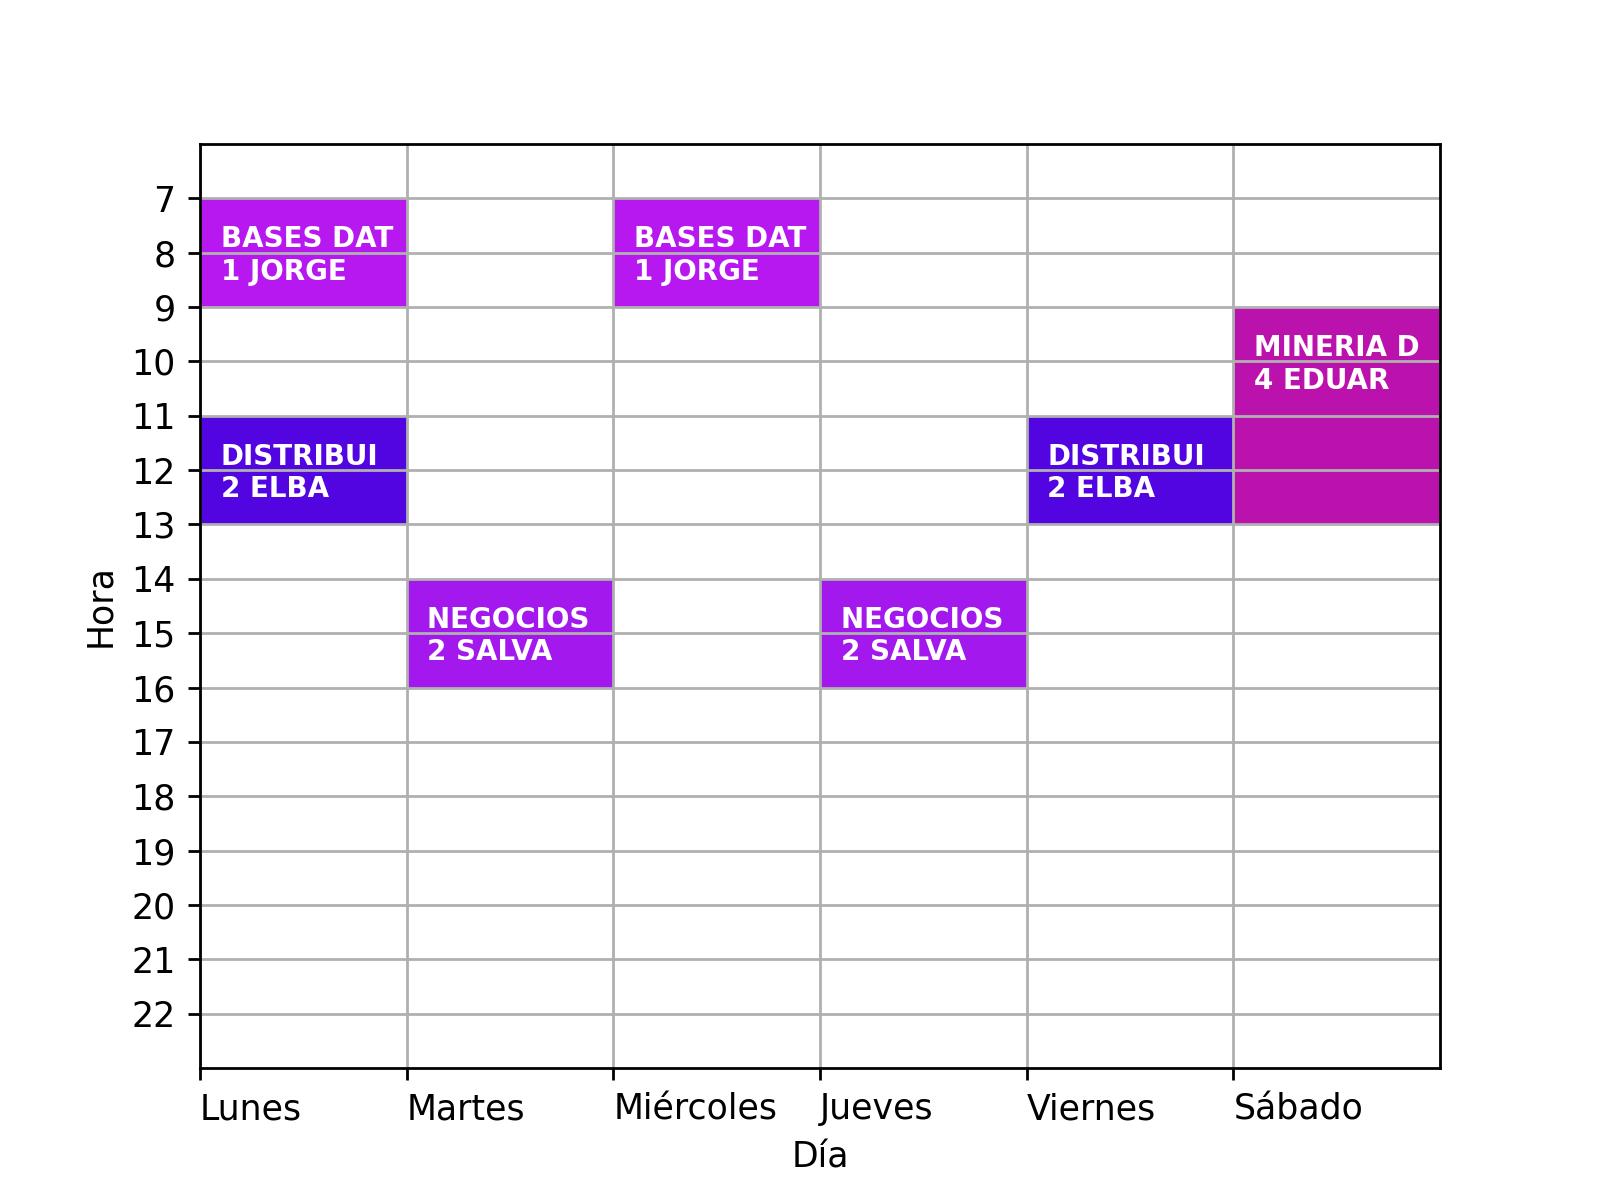 7
BASES DAT
1 JORGE
BASES DAT
1 JORGE
8
9
MINERIA D
4 EDUAR
10
11
DISTRIBUI
2 ELBA
DISTRIBUI
2 ELBA
12
13
Hora
14
NEGOCIOS
2 SALVA
NEGOCIOS
2 SALVA
15
16
17
18
19
20
21
22
Lunes
Martes
Miércoles
Jueves
Viernes
Sábado
Día